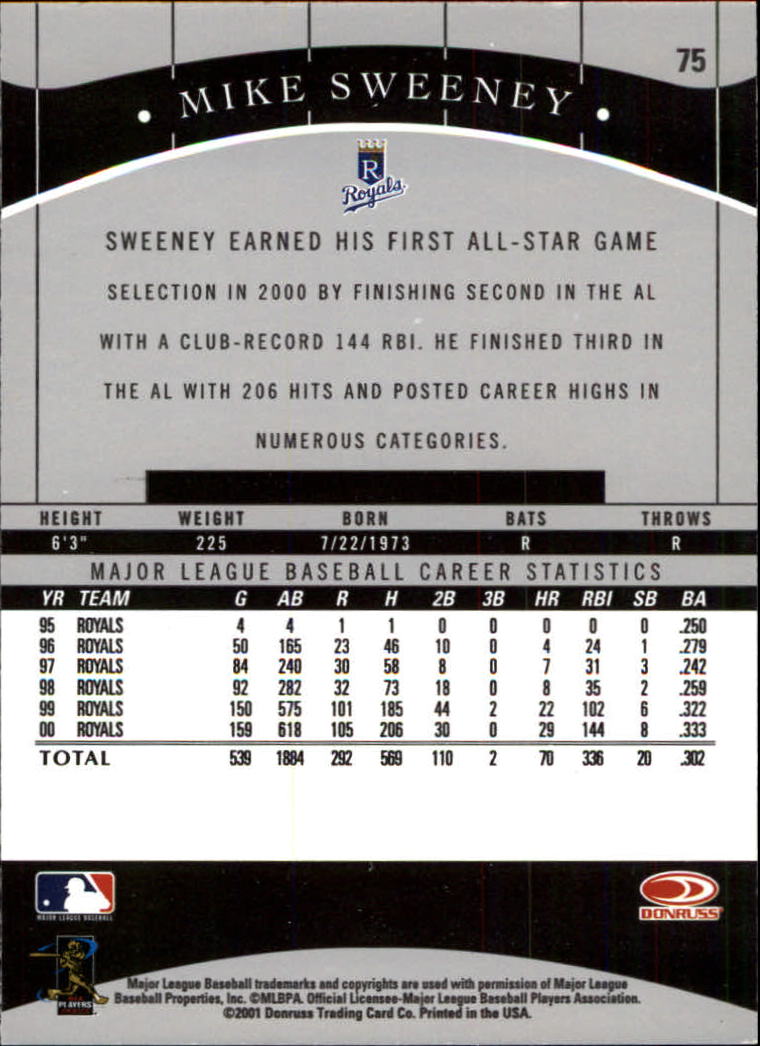 75
MIKE SWEENEY
R
Royals
SWEENEY EARNED HIS FIRST ALL-STAR GAME
SELECTION IN 2000 BY FINISHING SECOND IN THE AL
WITH A CLUB-RECORD 144 RBI. HE FINISHED THIRD IN
THE AL WITH 206 HITS AND POSTED CAREER HIGHS IN
NUMEROUS CATEGORIES.
HEIGHT WEIGHT BORN BATS THROWS
6'3" 225 7/22/1973 R R
MAJOR LEAGUE BASEBALL CAREER STATISTICS
YR TEAM G AB R H 2B 3B HR RBI SB BA
95 ROYALS 4 4 1 1 0 0 0 0 0 .250
96 ROYALS 50 165 23 46 10 0 4 24 1 .279
97 ROYALS 84 240 30 58 8 0 7 31 3 .242
98 ROYALS 92 282 32 73 18 0 8 35 2 .259
99 ROYALS 150 575 101 185 44 2 22 102 6 .322
00 ROYALS 159 618 105 206 30 0 29 144 8 .333
TOTAL 539 1884 292 569 110 2 70 336 20 .302
MAJOR LEAGUE BASEBALL
DONRUSS
PLAYERS
Major League Baseball trademarks and copyrights are used with permission of Major League
Baseball Properties, Inc. ©MLBPA. Official Licensee-Major League Baseball Players Association.
©2001 Donruss Trading Card Co. Printed in the USA.